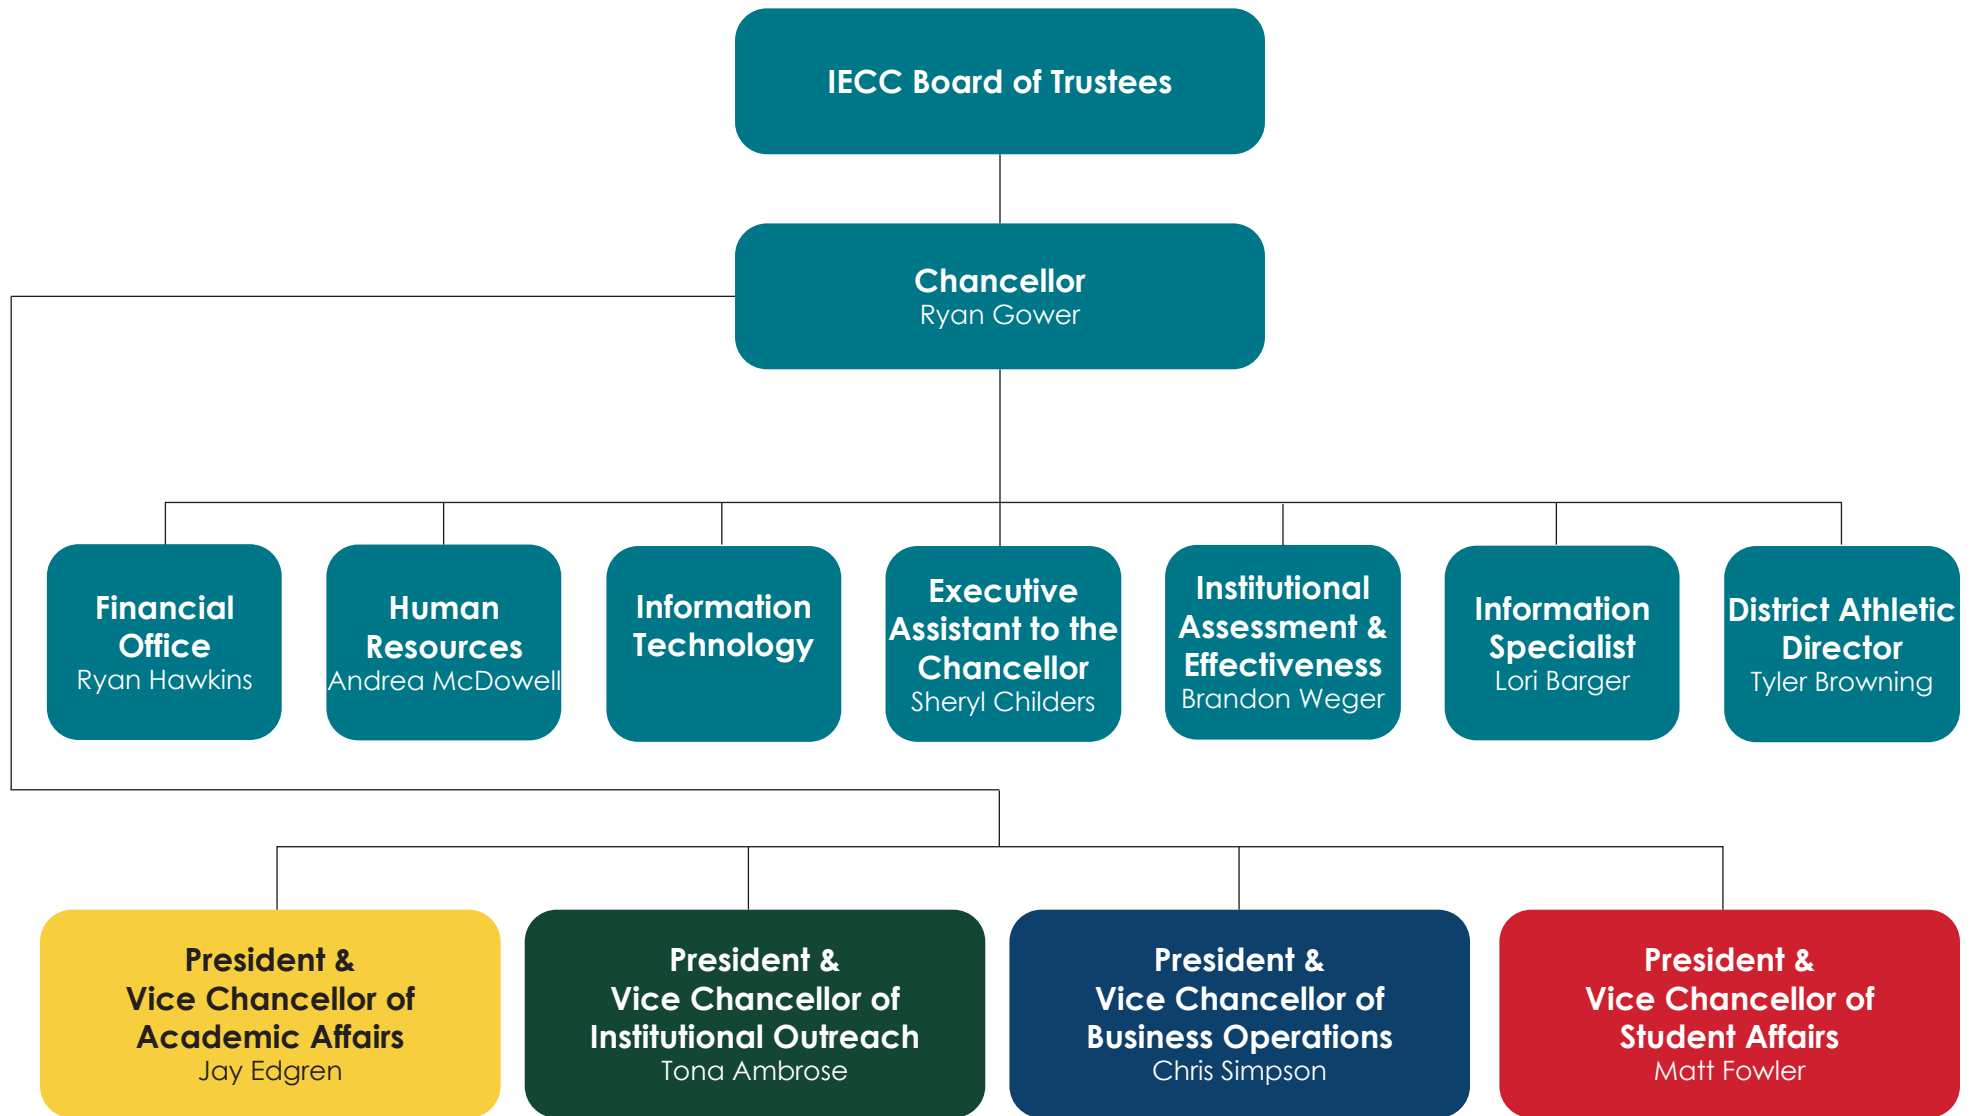 IECC Board of Trustees
Chancellor
Ryan Gower
Financial
Office
Ryan Hawkins
Human
Resources
Andrea McDowell
Information
Technology
Executive
Assistant to the
Chancellor
Sheryl Childers
Institutional
Assessment &
Effectiveness
Brandon Weger
Information
Specialist
Lori Barger
District Athletic
Director
Tyler Browning
President &
Vice Chancellor of
Academic Affairs
Jay Edgren
President &
Vice Chancellor of
Institutional Outreach
Tona Ambrose
President &
Vice Chancellor of
Business Operations
Chris Simpson
President &
Vice Chancellor of
Student Affairs
Matt Fowler